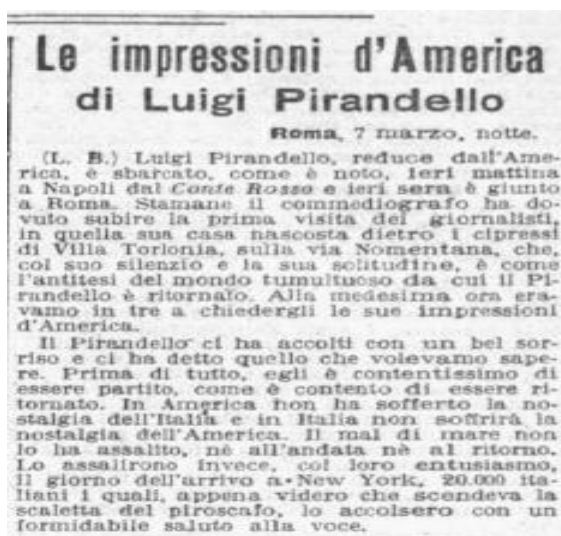 Le impressioni d'America
di Luigi Pirandello
Roma, 7 marzo, notte.
(L. B.) Luigi Pirandello, reduce dall'Ame-
rica, è sbarcato, come è noto, ieri mattina
a Napoli dal Conte Rosso e ieri sera è giunto
a Roma. Stamane il commediografo ha do-
vuto subire la prima visita dei giornalisti,
in quella sua casa nascosta dietro i cipressi
di Villa Torlonia, sulla via Nomentana, che,
col suo silenzio e la sua solitudine, è come
l'antitesi del mondo tumultuoso da cui il Pi-
randello è ritornato. Alla medesima ora era-
vamo in tre a chiedergli le sue impressioni
d'America.
Il Pirandello ci ha accolti con un bel sor-
riso e ci ha detto quello che volevamo sape-
re. Prima di tutto, egli è contentissimo di
essere partito, come è contento di essere ri-
tornato. In America hon ha sofferto la no-
stalgia dell'Italia e in Italia non soffrirà la
nostalgia dell'America. Il mal di mare non
lo ha assalito, nè all'andata nè al ritorno.
Lo assalirono invece, col loro entusiasmo,
il giorno dell'arrivo a New York, 20.000 ita-
liani i quali, appena videro che scendeva la
scaletta del piroscafo, lo accolsero con un
formidabile saluto alla voce.